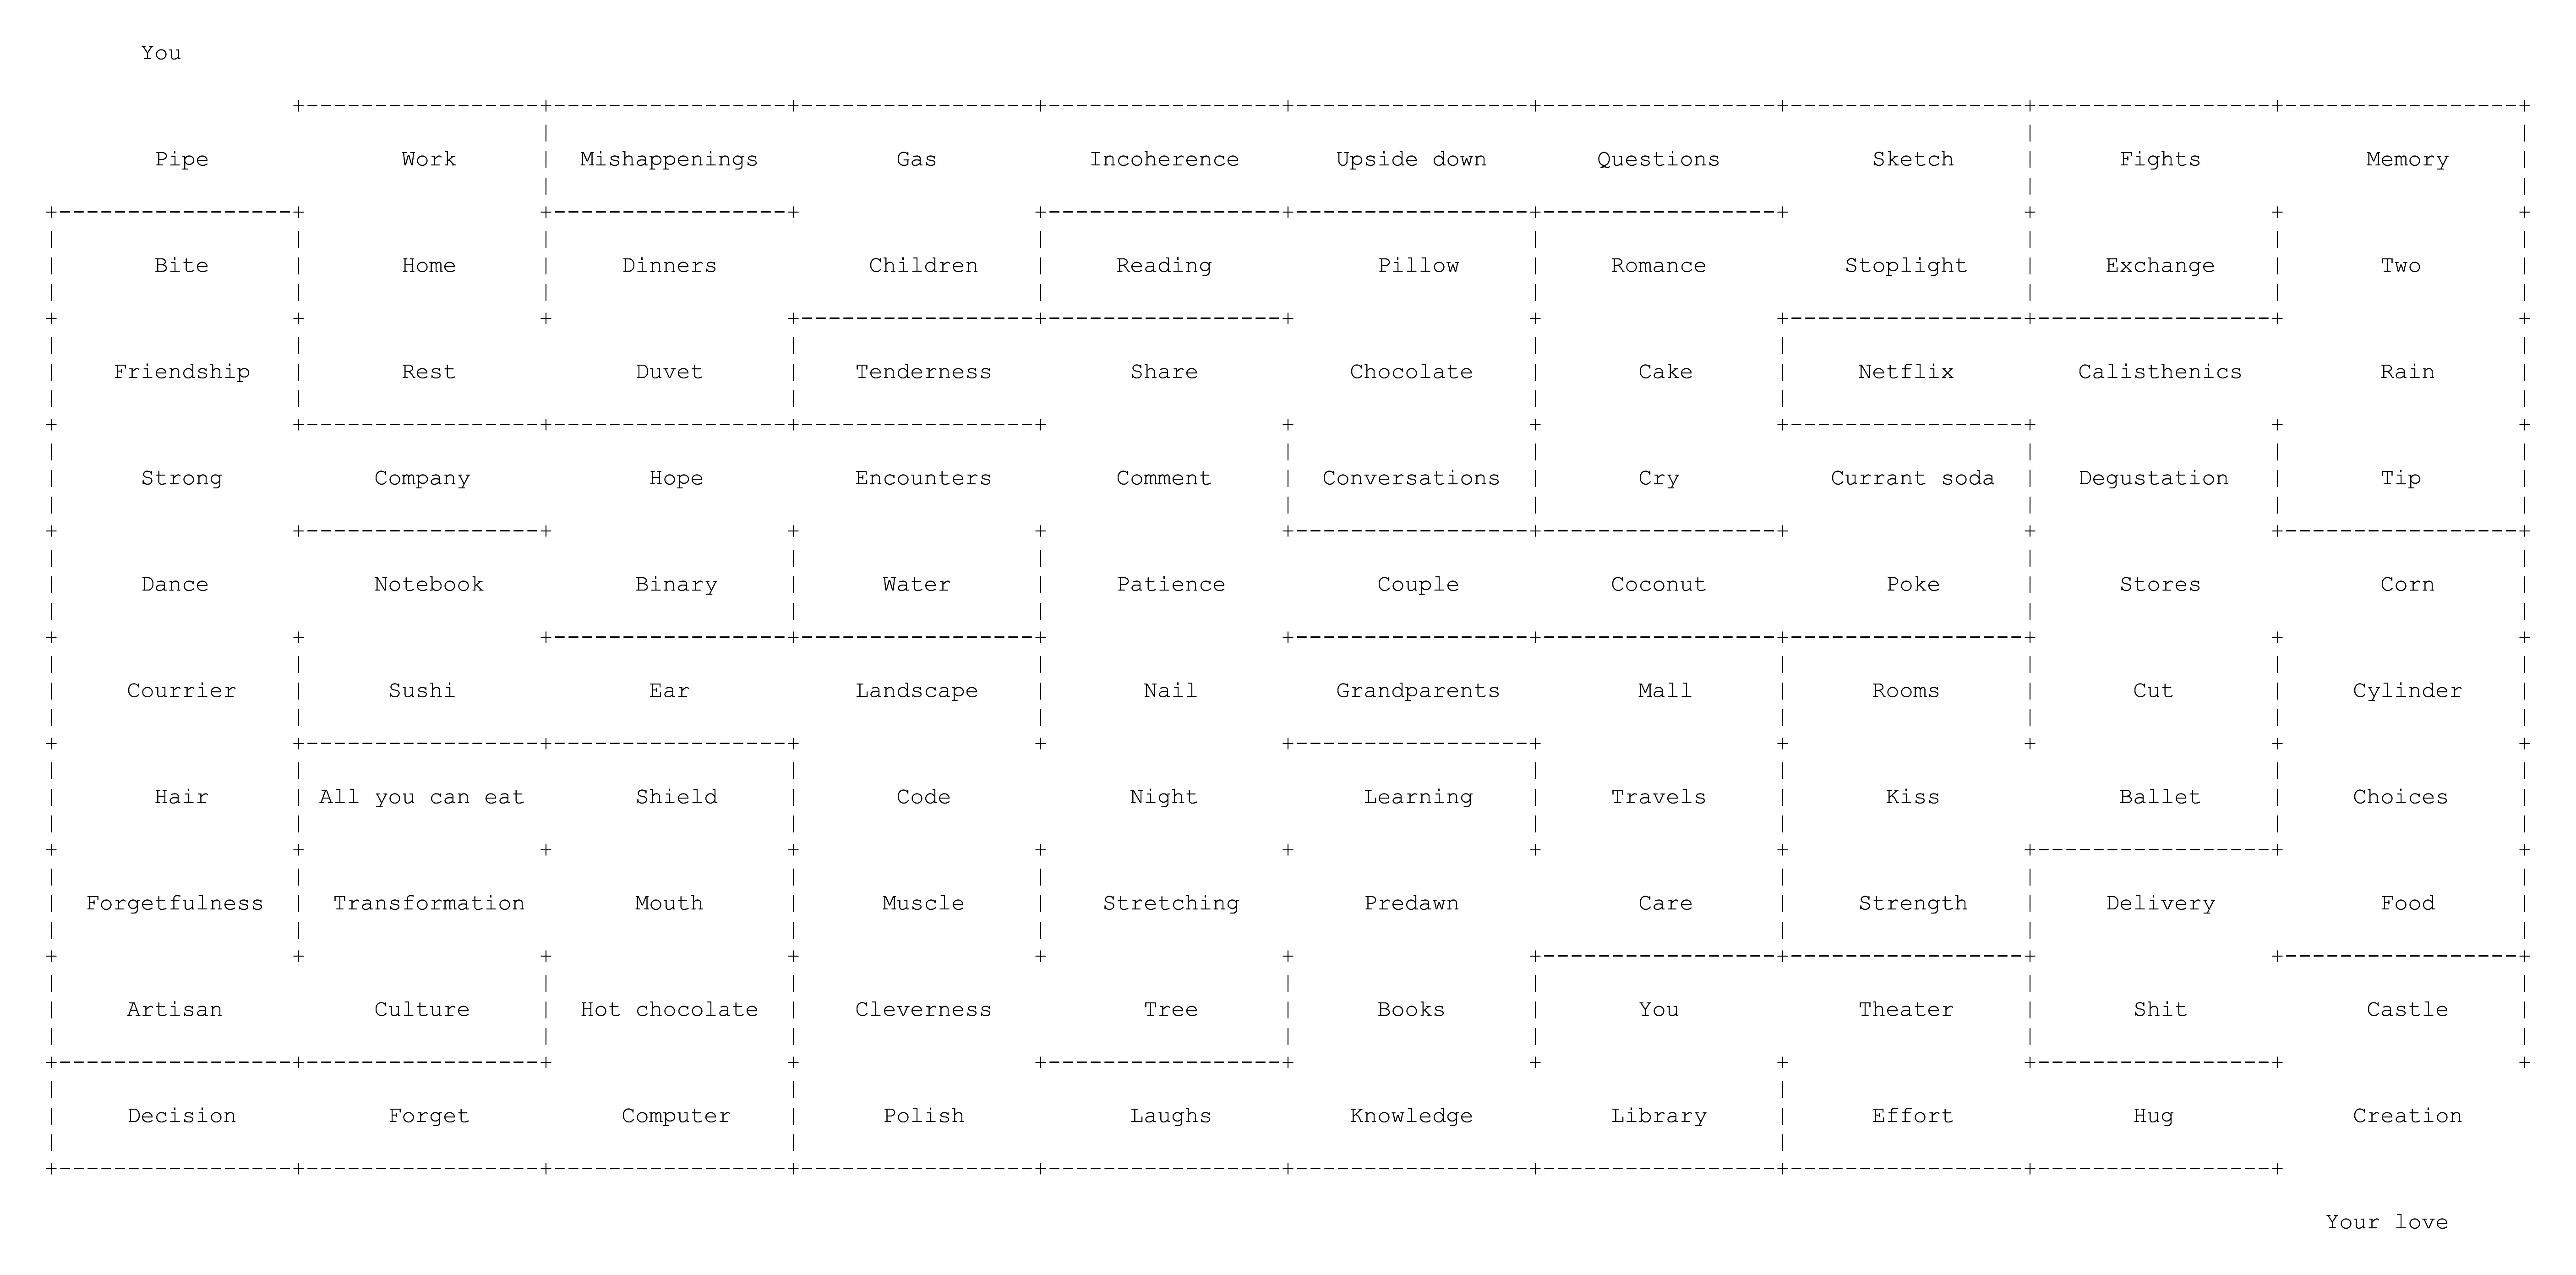 You
Pipe Work Mishappenings Gas Incoherence Upside down Questions Sketch Fights Memory
Bite Home Dinners Children Reading Pillow Romance Stoplight Exchange Two
Friendship Rest Duvet Tenderness Share Chocolate Cake Netflix Calisthenics Rain
Strong Company Hope Encounters Comment Conversations Cry Currant soda Degustation Tip
Dance Notebook Binary Water Patience Couple Coconut Poke Stores Corn
Courrier Sushi Ear Landscape Nail Grandparents Mall Rooms Cut Cylinder
Hair All you can eat Shield Code Night Learning Travels Kiss Ballet Choices
Forgetfulness Transformation Mouth Muscle Stretching Predawn Care Strength Delivery Food
Artisan Culture Hot chocolate Cleverness Tree Books You Theater Shit Castle
Decision Forget Computer Polish Laughs Knowledge Library Effort Hug Creation
Your love